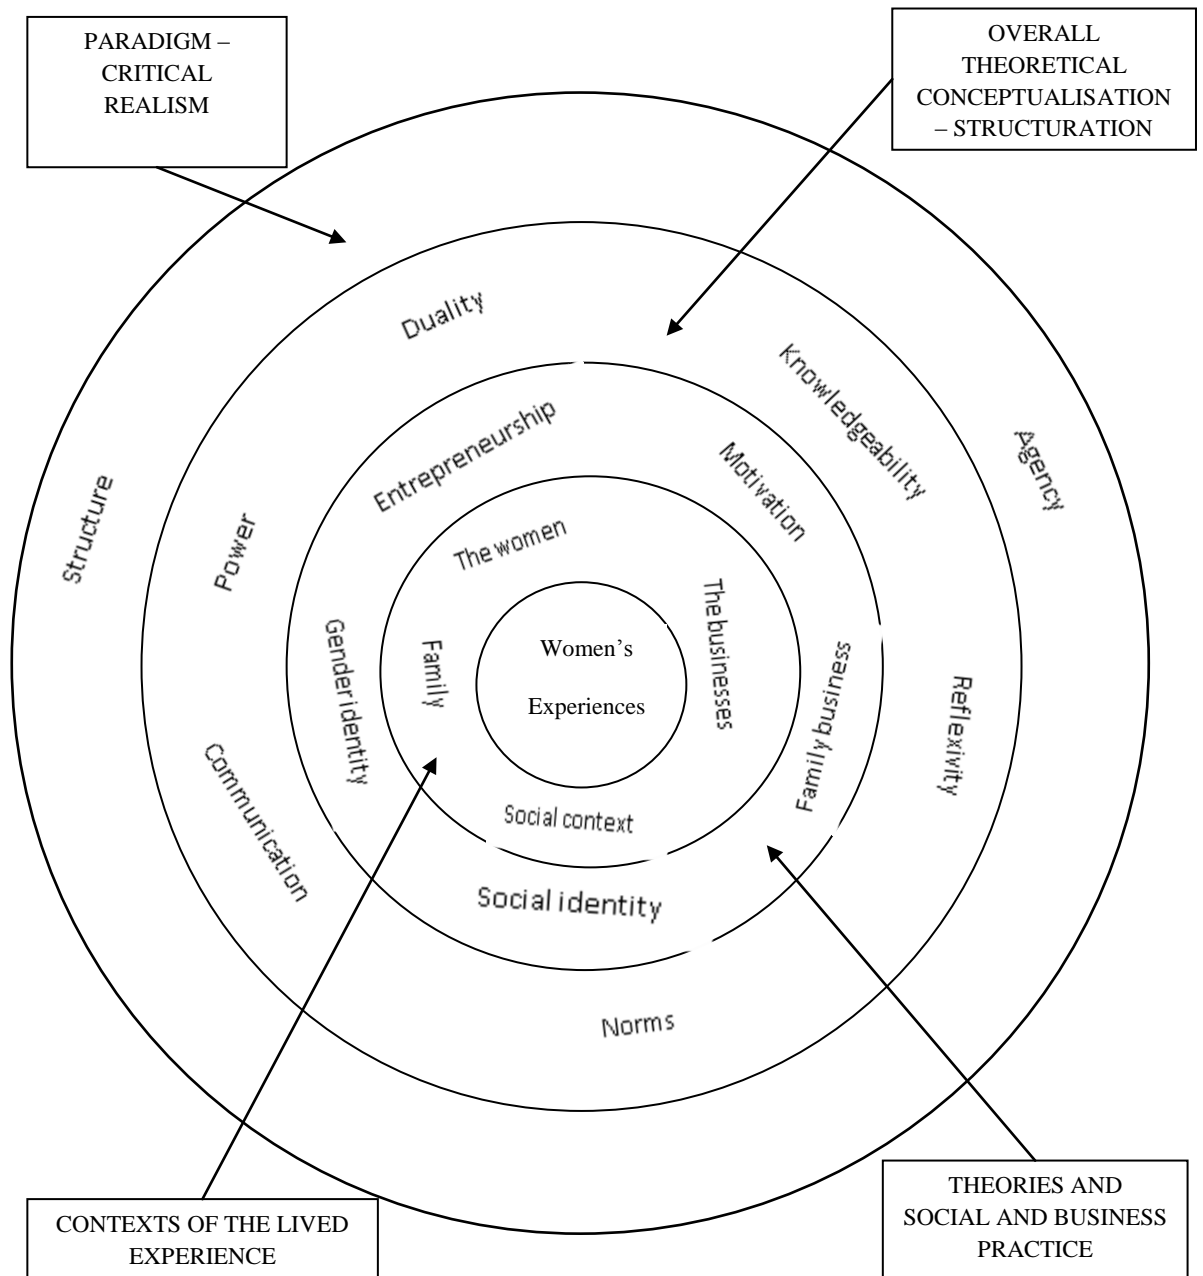 PARADIGM –
CRITICAL
REALISM
OVERALL
THEORETICAL
CONCEPTUALISATION
– STRUCTURATION
Duality
Knowledgeability
Agency
Structure
Power
Entrepreneurship
Motivation
The women
The businesses
Gender identity
Family
Women’s
Experiences
Family business
Reflexivity
Communication
Social context
Social identity
Norms
CONTEXTS OF THE LIVED
EXPERIENCE
THEORIES AND
SOCIAL AND BUSINESS
PRACTICE